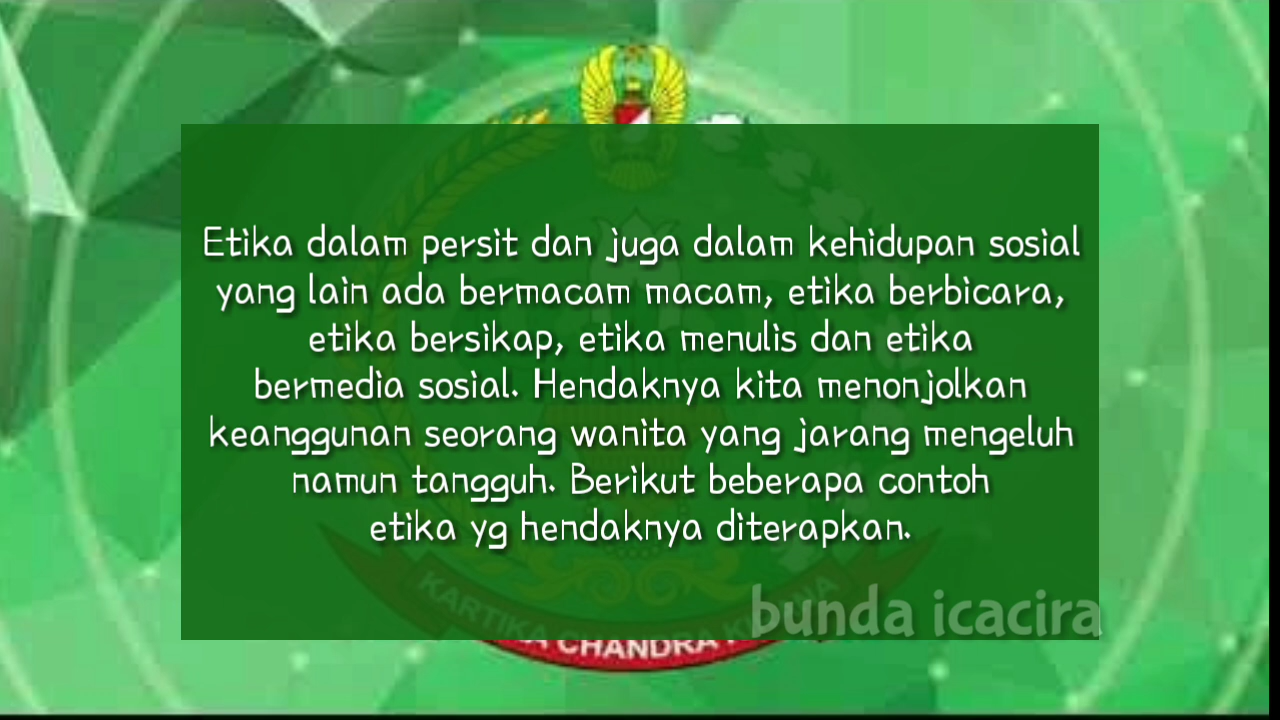 Etika dalam persit dan juga dalam kehidupan sosial
yang lain ada bermacam macam, etika berbicara,
etika bersikap, etika menulis dan etika
bermedia sosial. Hendaknya kita menonjolkan
keanggunan seorang wanita yang jarang mengeluh
namun tangguh. Berikut beberapa contoh
etika yg hendaknya diterapkan.
bunda icacira
KARTIKA CHANDRA